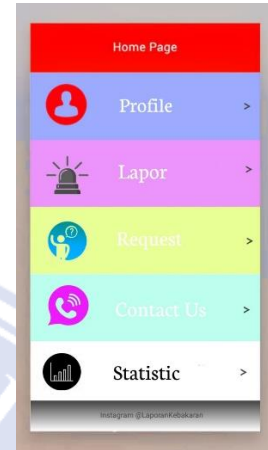 Home Page
Profile >
Lapor >
Request >
Contact Us >
Statistic >
Instagram @LaporanKebakaran